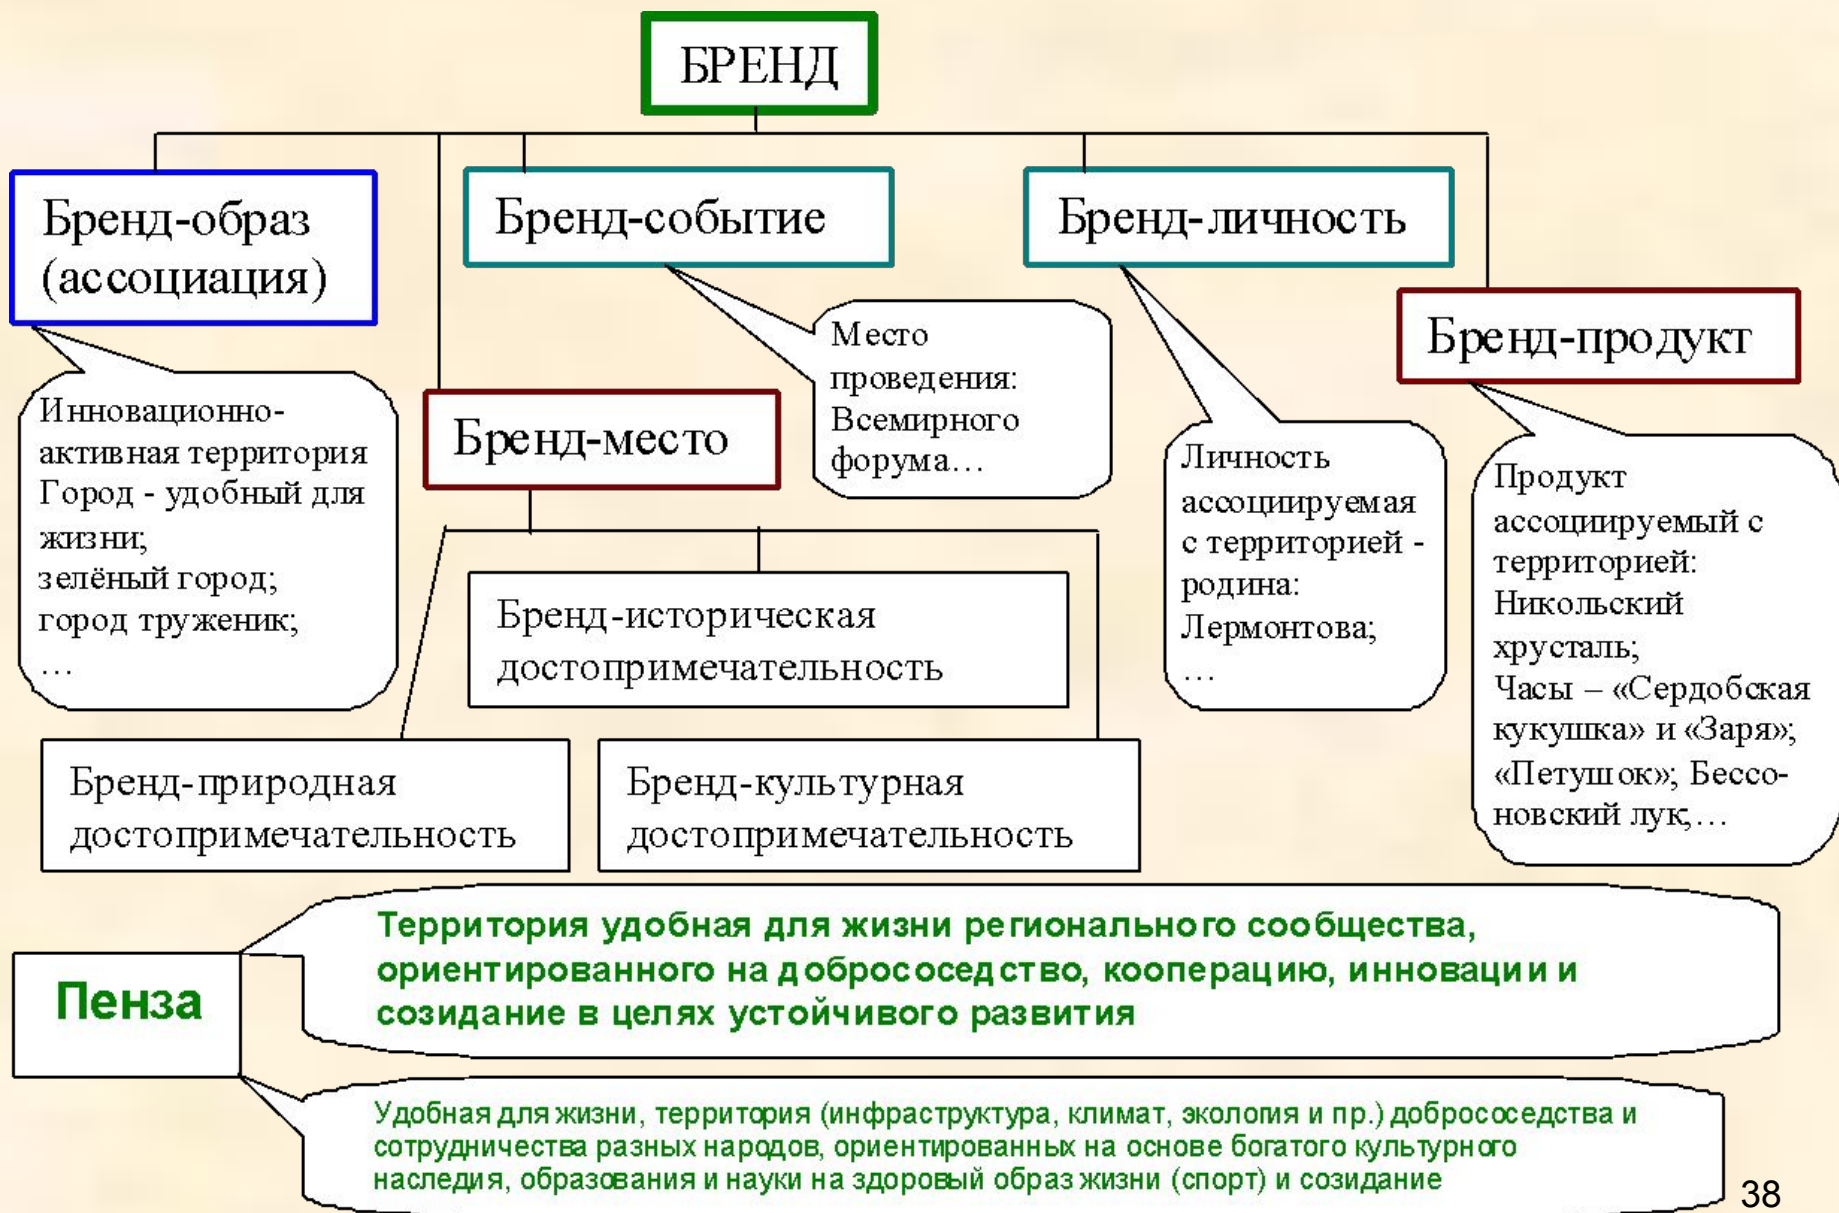 БРЕНД
Бренд-образ
(ассоциация)
Бренд-событие
Бренд-личность
Бренд-продукт
Инновационно-
активная территория
Город - удобный для
жизни;
зелёный город;
город труженик;
…
Бренд-место
Место
проведения:
Всемирного
форума…
Личность
ассоциируемая
с территорией -
родина:
Лермонтова;
…
Продукт
ассоциируемый с
территорией:
Никольский
хрусталь;
Часы – «Сердобская
кукушка» и «Заря»;
«Петушок»; Бессо-
новский лук,…
Бренд-историческая
достопримечательность
Бренд-природная
достопримечательность
Бренд-культурная
достопримечательность
Пенза
Территория удобная для жизни регионального сообщества,
ориентированного на добрососедство, кооперацию, инновации и
созидание в целях устойчивого развития
Удобная для жизни, территория (инфраструктура, климат, экология и пр.) добрососедства и
сотрудничества разных народов, ориентированных на основе богатого культурного
наследия, образования и науки на здоровый образ жизни (спорт) и созидание
38